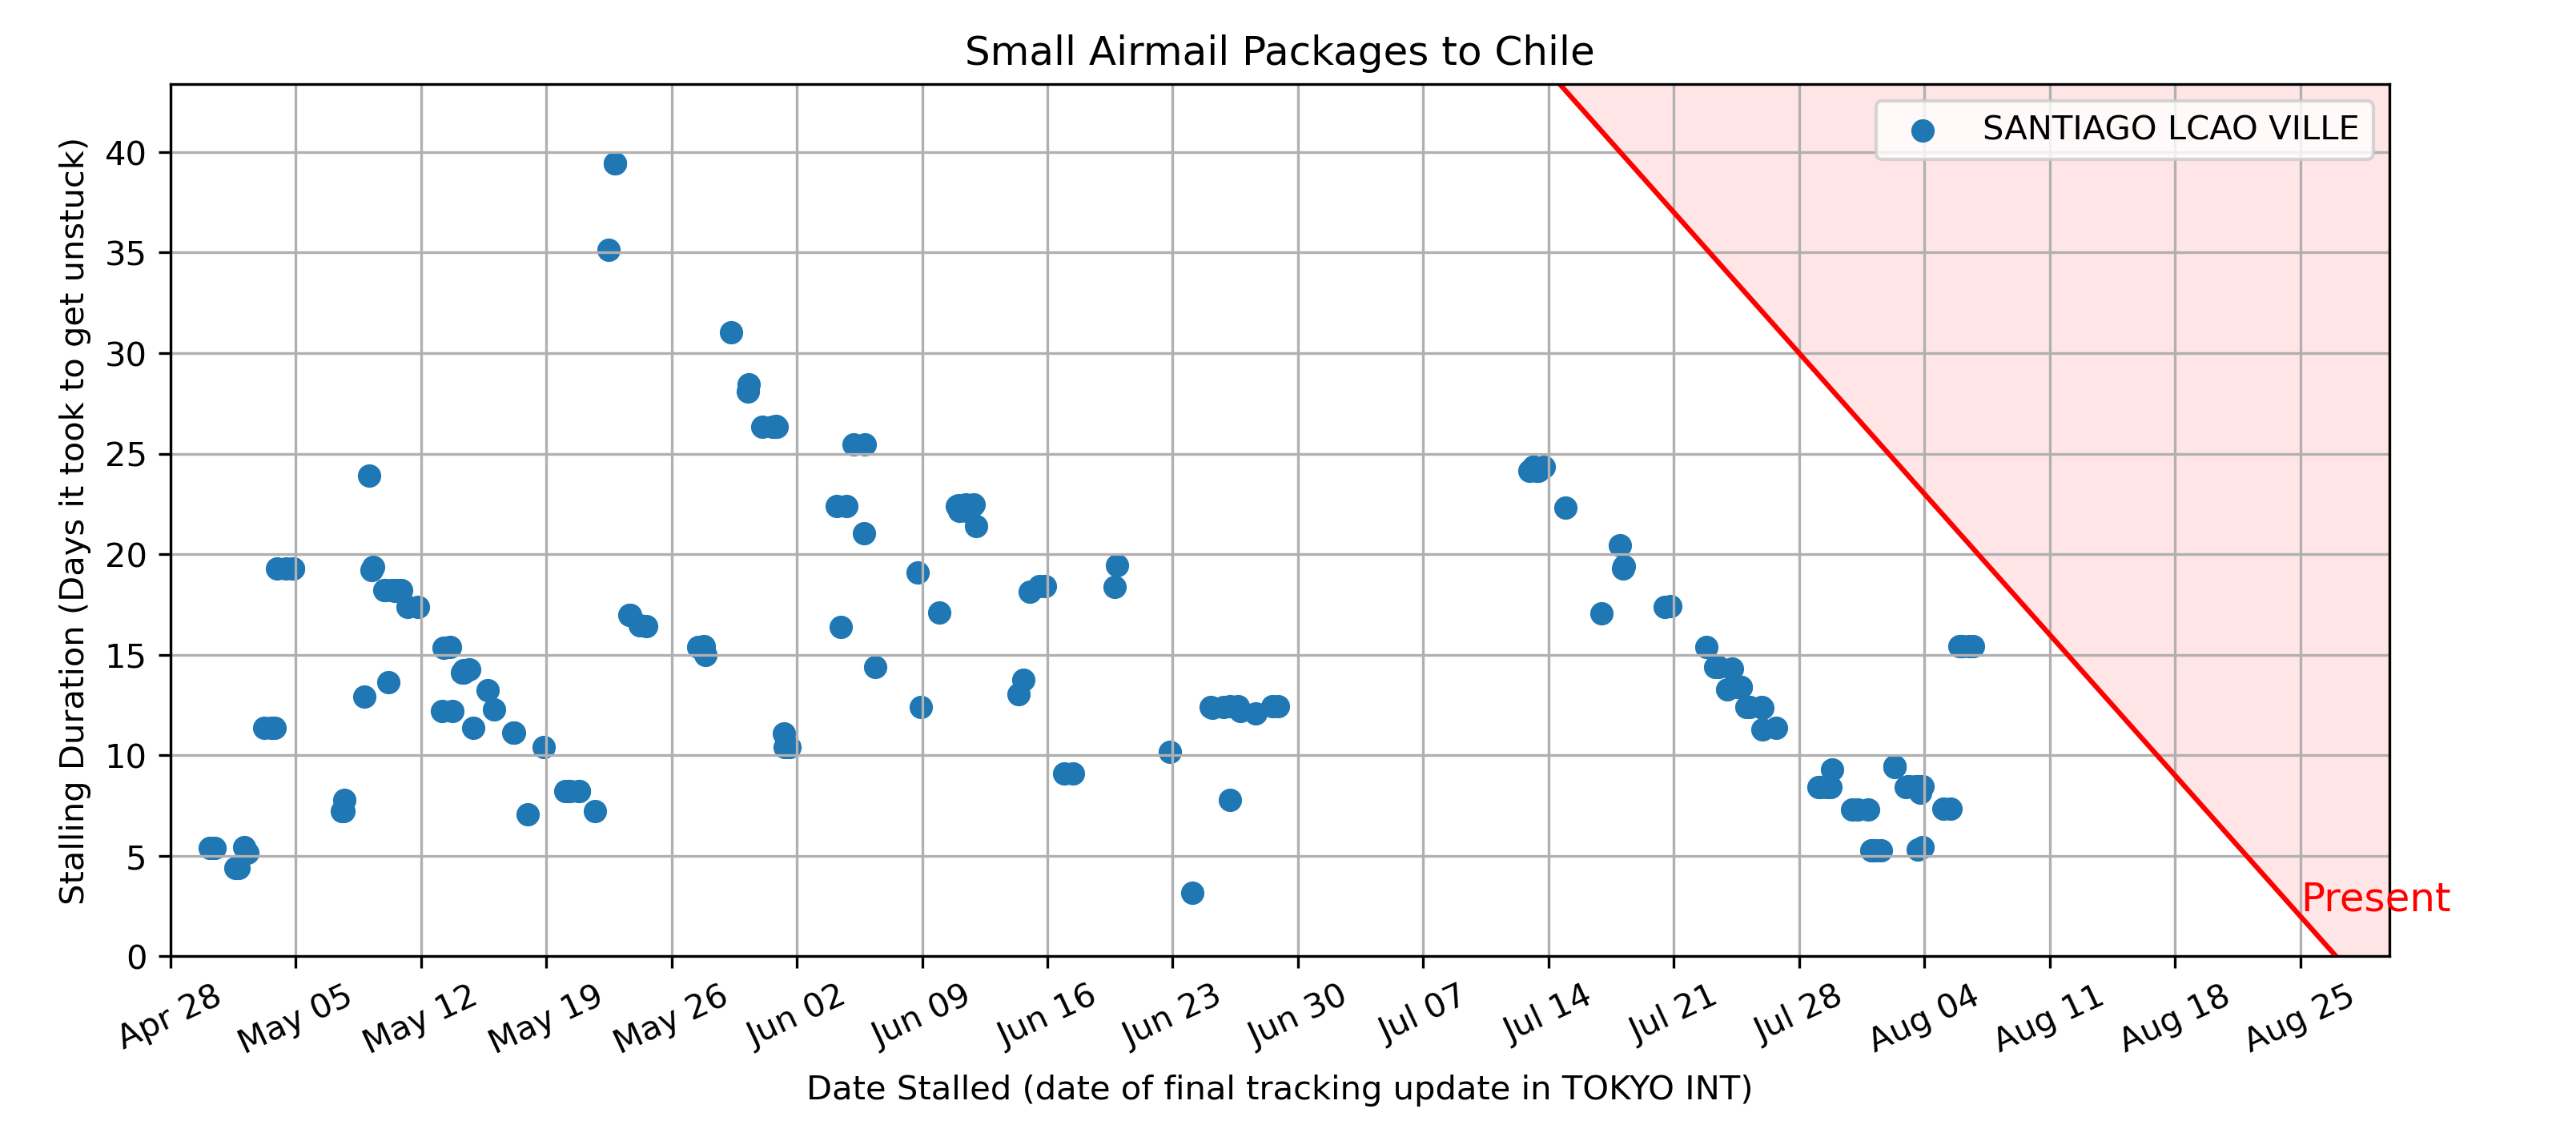 Small Airmail Packages to Chile
SANTIAGO LCAO VILLE
Stalling Duration (Days it took to get unstuck)
40
35
30
25
20
15
10
5
0
Present
Apr 28
May 05
May 12
May 19
May 26
Jun 02
Jun 09
Jun 16
Jun 23
Jun 30
Jul 07
Jul 14
Jul 21
Jul 28
Aug 04
Aug 11
Aug 18
Aug 25
Date Stalled (date of final tracking update in TOKYO INT)